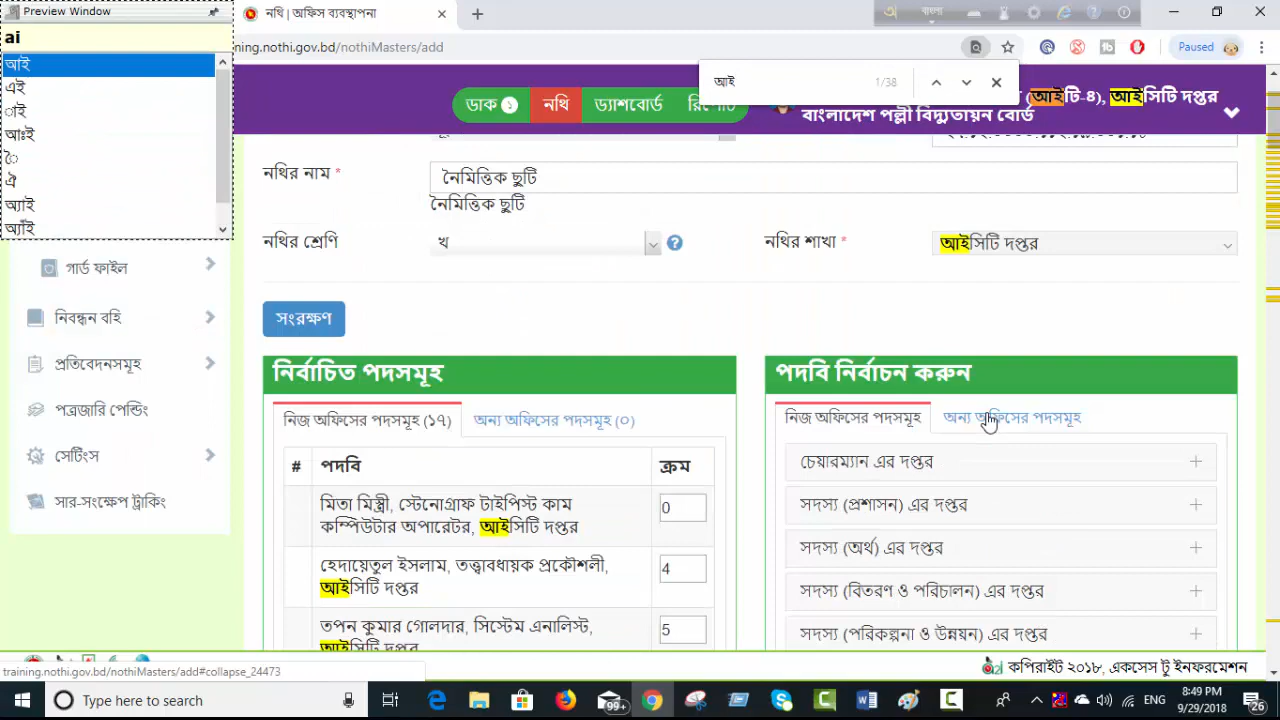 Preview Window
ai
আই
এই
াই
আঃই
ৈ
ঐ
অ্যাই
অ্যাঁই
নথি | অফিস ব্যবস্থাপনা
বাংলা
ning.nothi.gov.bd/nothiMasters/add
Paused
আই
1/38
ডাক
নথি
ড্যাশবোর্ড
(আইটি-৪), আইসিটি দপ্তর
বাংলাদেশ পল্লী বিদ্যুতায়ন বোর্ড
নথির নাম *
নৈমিত্তিক ছুটি
নৈমিত্তিক ছুটি
নথির শ্রেণি
খ
নথির শাখা *
আইসিটি দপ্তর
গার্ড ফাইল
নিবন্ধন বহি
প্রতিবেদনসমূহ
পত্রজারি পেন্ডিং
সেটিংস
সার-সংক্ষেপ ট্রাকিং
সংরক্ষণ
নির্বাচিত পদসমূহ
নিজ অফিসের পদসমূহ (১৭)
অন্য অফিসের পদসমূহ (০)
# পদবি ক্রম
মিতা মিস্ত্রী, স্টেনোগ্রাফ টাইপিস্ট কাম
কম্পিউটার অপারেটর, আইসিটি দপ্তর
0
হেদায়েতুল ইসলাম, তত্ত্বাবধায়ক প্রকৌশলী,
আইসিটি দপ্তর
4
তপন কুমার গোলদার, সিস্টেম এনালিস্ট,
আইসিটি দপ্তর
5
পদবি নির্বাচন করুন
নিজ অফিসের পদসমূহ
অন্য অফিসের পদসমূহ
চেয়ারম্যান এর দপ্তর
সদস্য (প্রশাসন) এর দপ্তর
সদস্য (অর্থ) এর দপ্তর
সদস্য (বিতরণ ও পরিচালন) এর দপ্তর
সদস্য (পরিকল্পনা ও উন্নয়ন) এর দপ্তর
training.nothi.gov.bd/nothiMasters/add#collapse_24473
কপিরাইট ২০১৮, একসেস টু ইনফরমেশন
Type here to search
99+
ENG
8:49 PM
9/29/2018
26